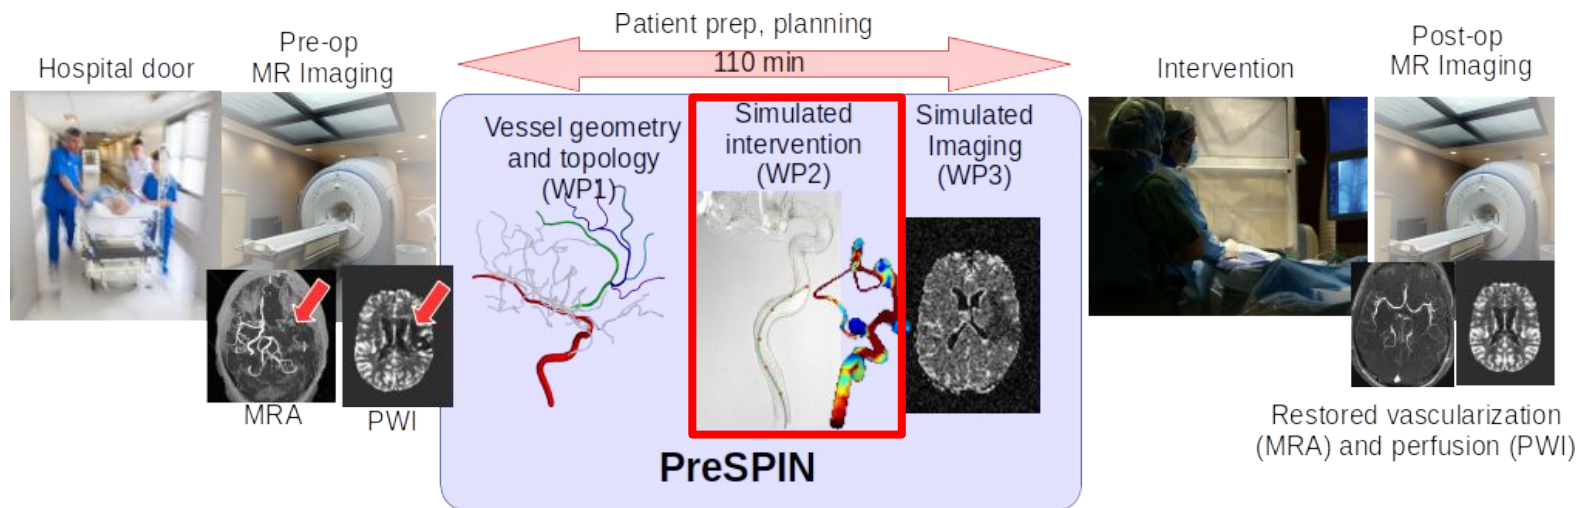 Hospital door
Pre-op
MR Imaging
MRA
PWI
Patient prep, planning
110 min
Vessel geometry
and topology
(WP1)
Simulated
intervention
(WP2)
Simulated
Imaging
(WP3)
PreSPIN
Intervention
Post-op
MR Imaging
Restored vascularization
(MRA) and perfusion (PWI)